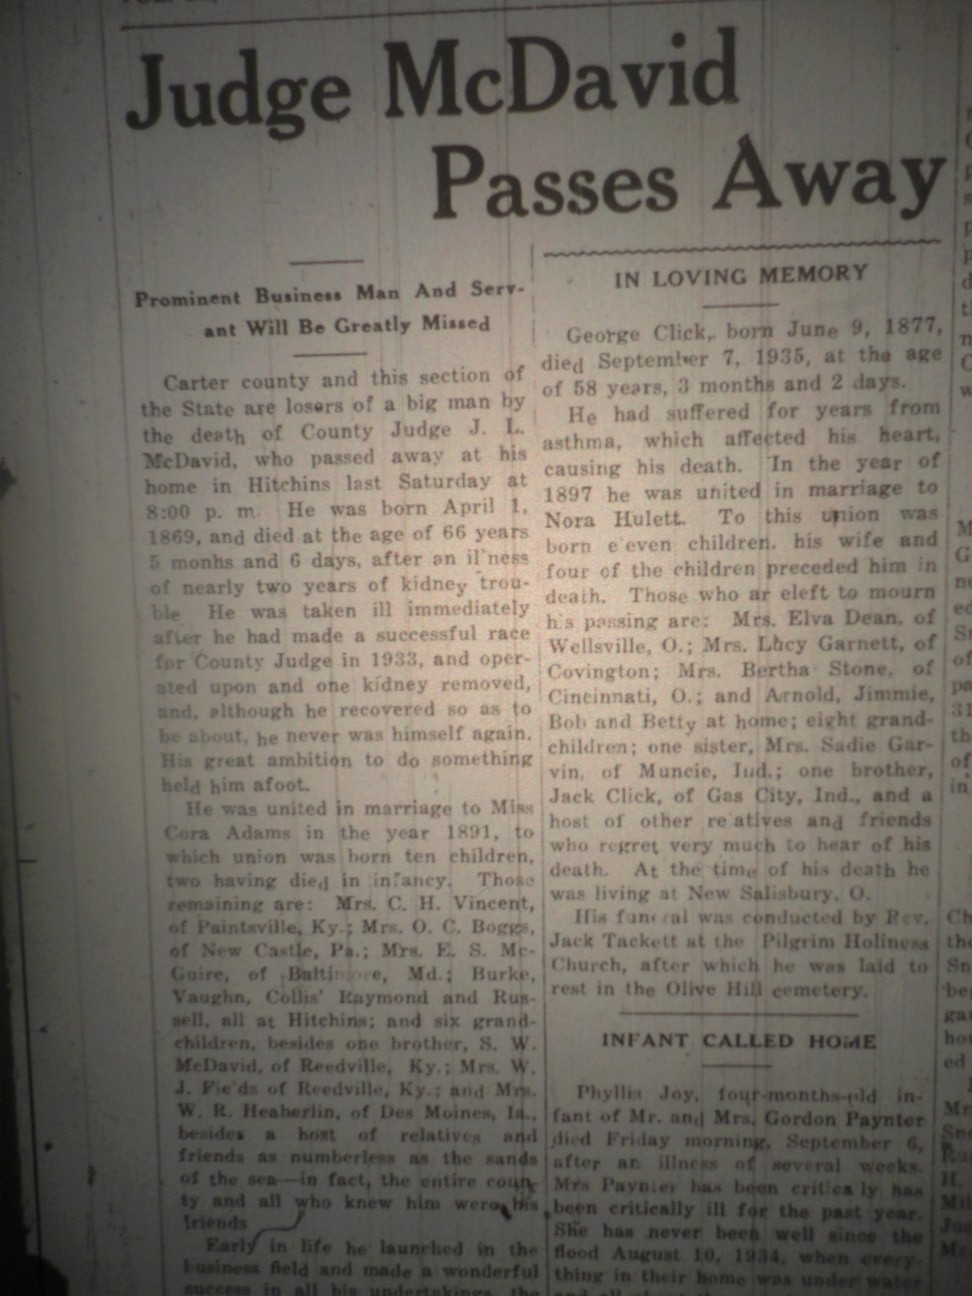 Judge McDavid
Passes Away
Prominent Business Man And Serv-
ant Will Be Greatly Missed
Carter county and this section of
the State are losers of a big man by
the death of County Judge J. L.
McDavid, who passed away at his
home in Hitchins last Saturday at
8:00 p. m. He was born April 1,
1869, and died at the age of 66 years
5 monhs and 6 days, after an il ness
of nearly two years of kidney trou-
ble He was taken ill immediately
after he had made a successful race
for County Judge in 1933, and oper-
ated upon and one kidney removed,
and, although he recovered so as to
be about, he never was himself again.
His great ambition to do something
held him afoot.
He was united in marriage to Miss
Cora Adams in the year 1891, to
which union was born ten children,
two having died in infancy. Those
remaining are: Mrs. C. H. Vincent,
of Paintsville, Ky.; Mrs. O. C. Boggs,
of New Castle, Pa.; Mrs. E. S. Mc-
Guire, of Baltimore, Md.; Burke,
Vaughn, Collis' Raymond and Rus-
sell, all at Hitchins; and six grand-
children, besides one brother, S. W.
McDavid, of Reedville, Ky.; Mrs. W.
J. Fie'ds of Reedville, Ky.; and Mrs.
W. R. Heaberlin, of Des Moines, Ia.,
besides a host of relatives and
friends as numberless as the sands
of the sea—in fact, the entire coun-
ty and all who knew him were his
friends
Early in life he launched in the
business field and made a wonderful
success in all his undertakings, the
IN LOVING MEMORY
George Click, born June 9, 1877,
died September 7, 1935, at the age
of 58 years, 3 months and 2 days.
He had suffered for years from
asthma, which affected his heart,
causing his death. In the year of
1897 he was united in marriage to
Nora Hulett. To this union was
born e even children. his wife and
four of the children preceded him in
death. Those who ar eleft to mourn
his passing are: Mrs. Elva Dean, of
Wellsville, O.; Mrs. Lucy Garnett, of
Covington; Mrs. Bertha Stone, of
Cincinnati, O.; and Arnold, Jimmie,
Bob and Betty at home; eight grand-
children; one sister, Mrs. Sadie Gar-
vin, of Muncie, Ind.; one brother,
Jack Click, of Gas City, Ind., and a
host of other re atives and friends
who regret very much to hear of his
death. At the time of his death he
was living at New Salisbury, O.
His funeral was conducted by Rev.
Jack Tackett at the Pilgrim Holiness
Church, after which he was laid to
rest in the Olive Hill cemetery.
INFANT CALLED HOME
Phyllis Joy, four-months-old in-
fant of Mr. and Mrs. Gordon Paynter
died Friday morning, September 6,
after an illness of several weeks.
Mrs Paynter has been critica ly has
been critically ill for the past year.
She has never been well since the
flood August 10, 1934, when every-
thing in their home was under water